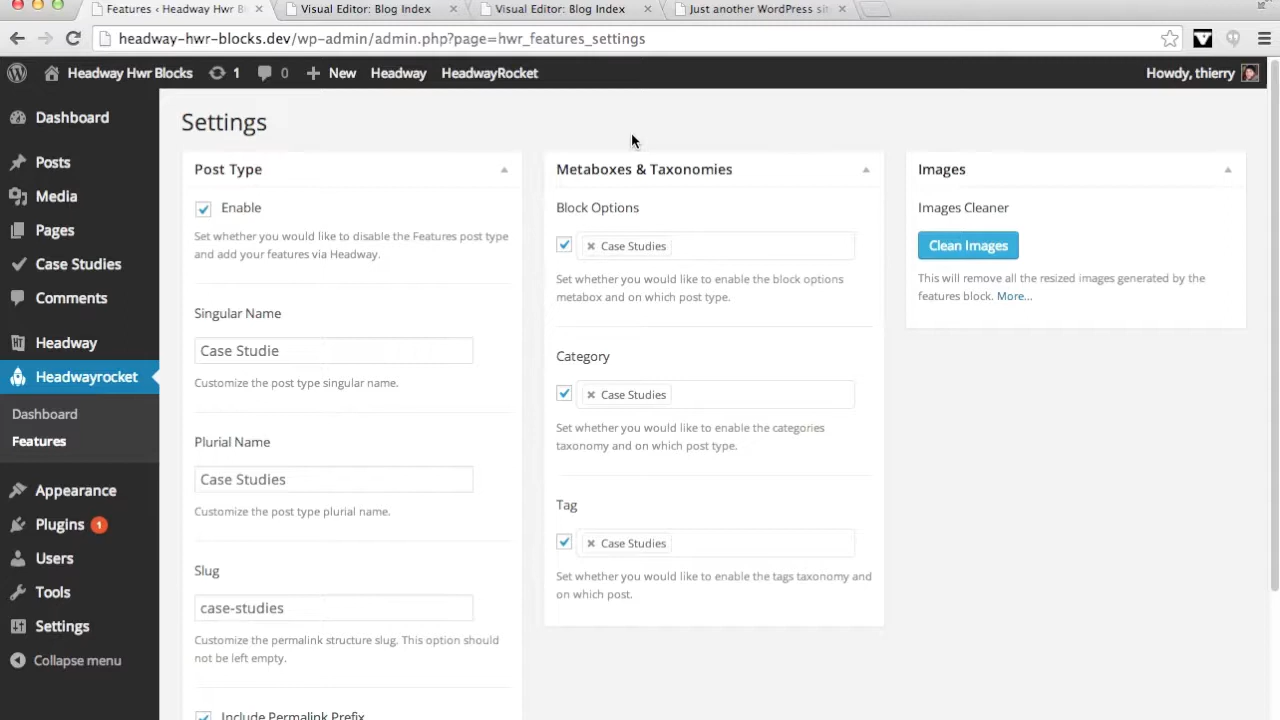 Features ‹ Headway Hwr B
Visual Editor: Blog Index
Visual Editor: Blog Index
Just another WordPress sit
headway-hwr-blocks.dev/wp-admin/admin.php?page=hwr_features_settings
Headway Hwr Blocks
1
0
New
Headway
HeadwayRocket
Howdy, thierry
Dashboard
Posts
Media
Pages
Case Studies
Comments
Headway
Headwayrocket
Dashboard
Features
Appearance
Plugins 1
Users
Tools
Settings
Collapse menu
Settings
Post Type
Enable
Set whether you would like to disable the Features post type
and add your features via Headway.
Singular Name
Case Studie
Customize the post type singular name.
Plurial Name
Case Studies
Customize the post type plurial name.
Slug
case-studies
Customize the permalink structure slug. This option should
not be left empty.
Include Permalink Prefix
Metaboxes & Taxonomies
Block Options
Case Studies
Set whether you would like to enable the block options
metabox and on which post type.
Category
Case Studies
Set whether you would like to enable the categories
taxonomy and on which post type.
Tag
Case Studies
Set whether you would like to enable the tags taxonomy and
on which post.
Images
Images Cleaner
Clean Images
This will remove all the resized images generated by the
features block. More...